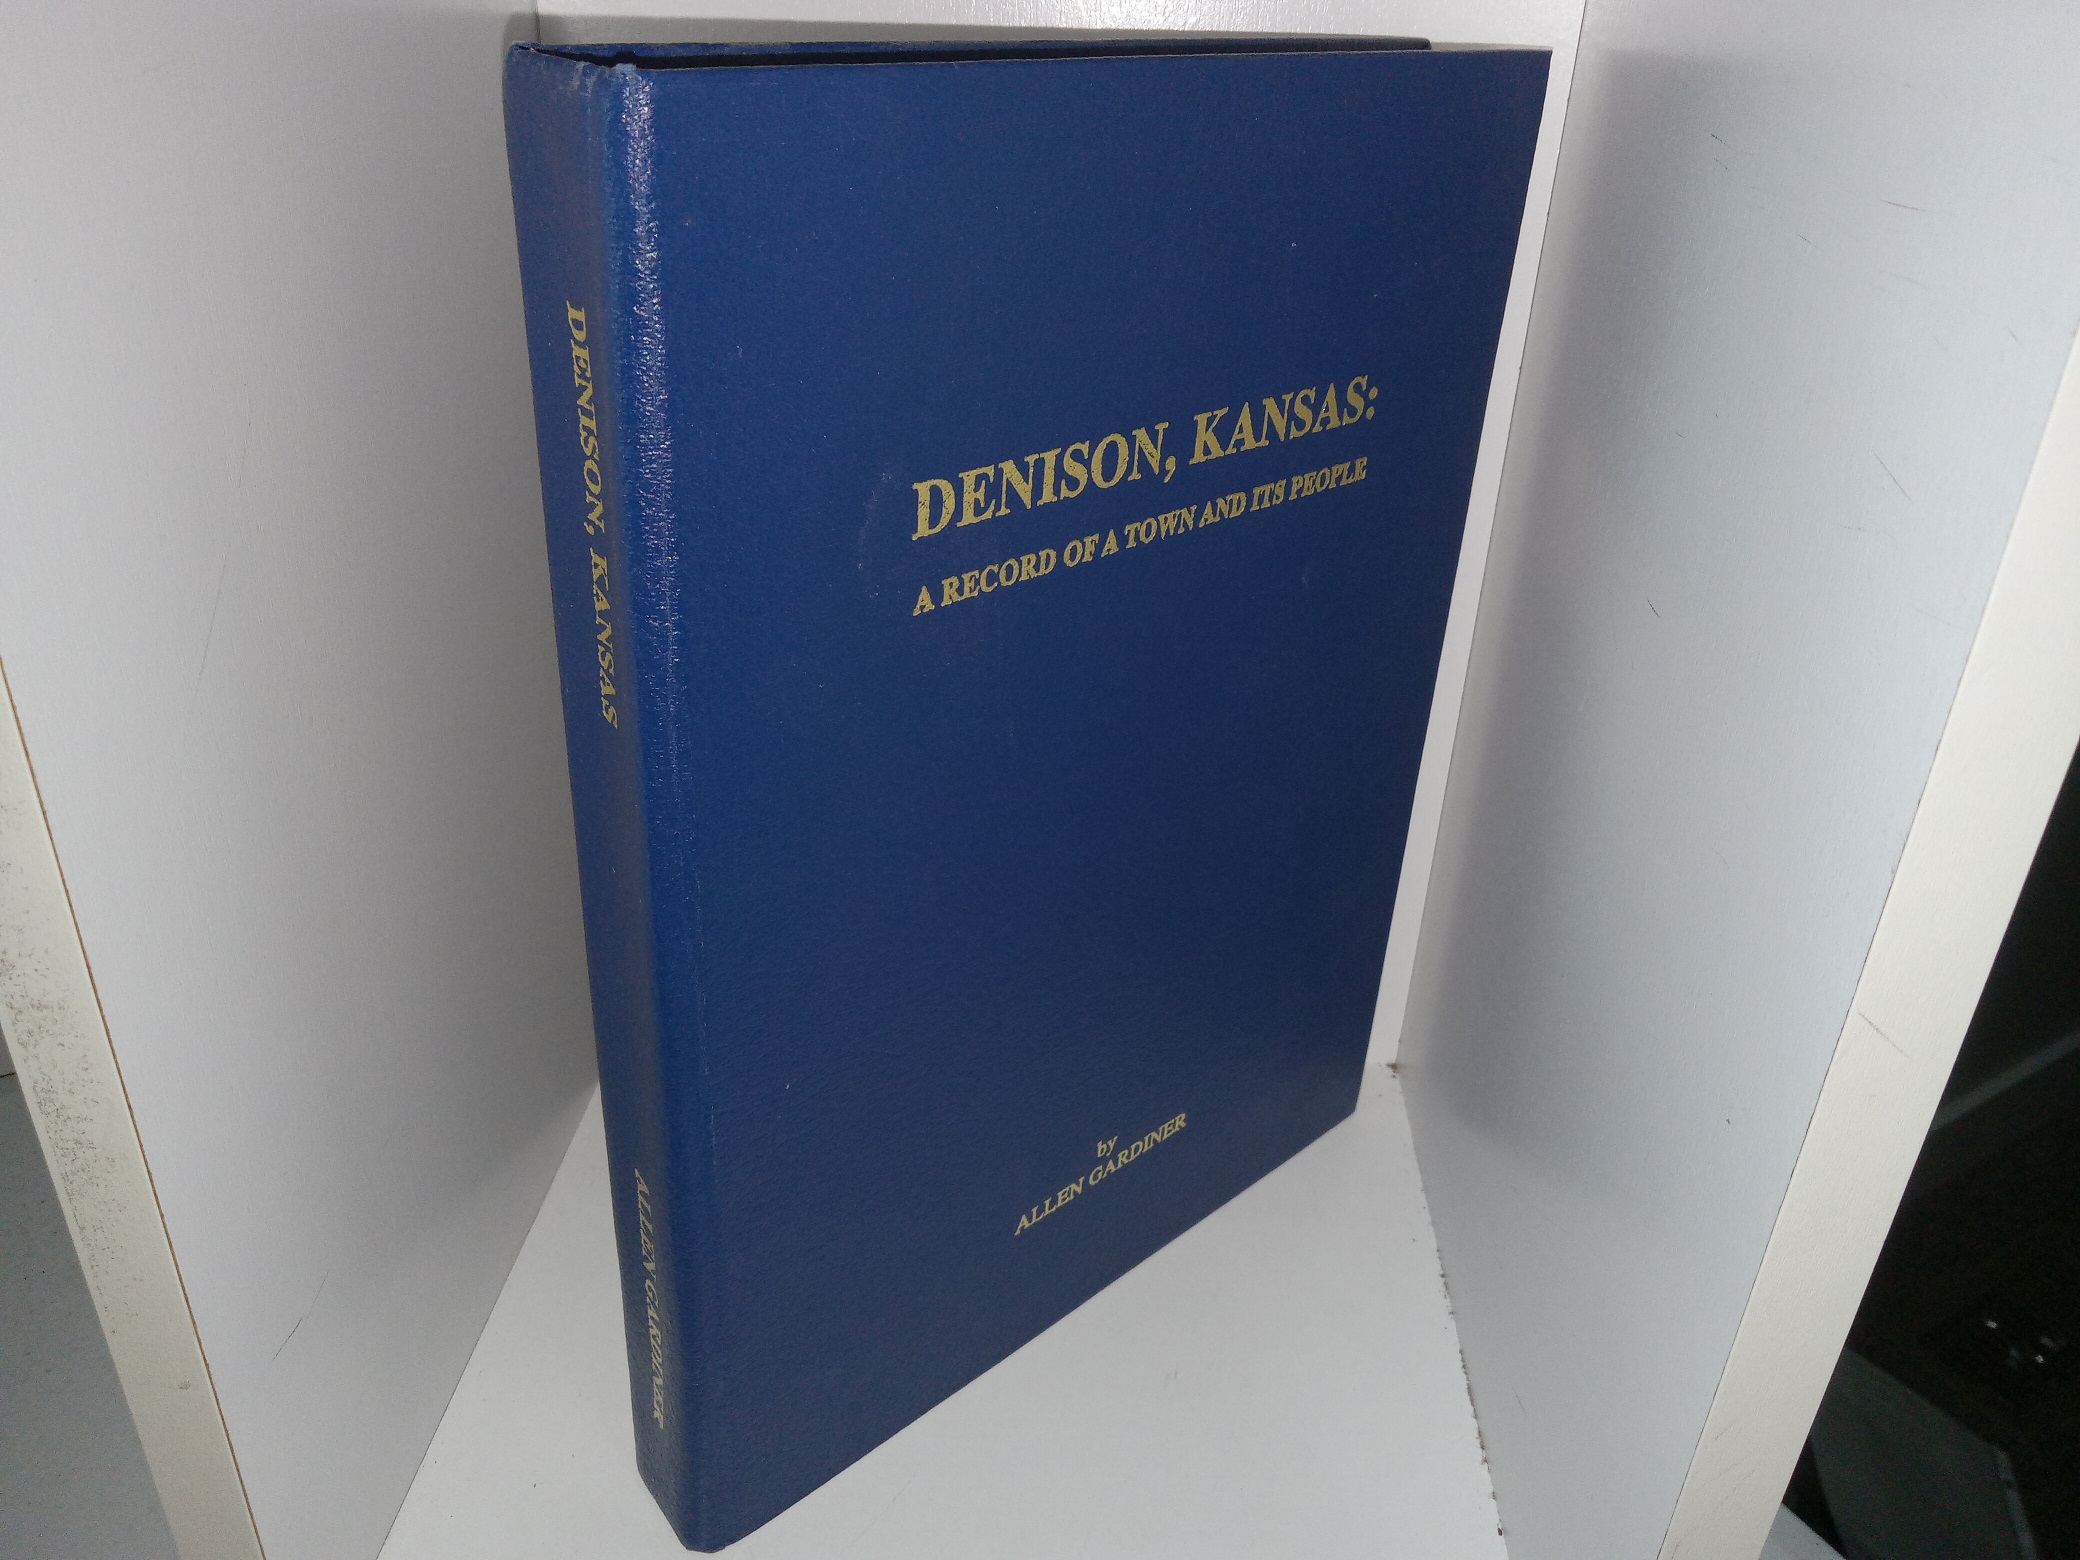 DENISON, KANSAS:
A RECORD OF A TOWN AND ITS PEOPLE
by
ALLEN GARDINER
DENISON, KANSAS
ALLEN GARDINER